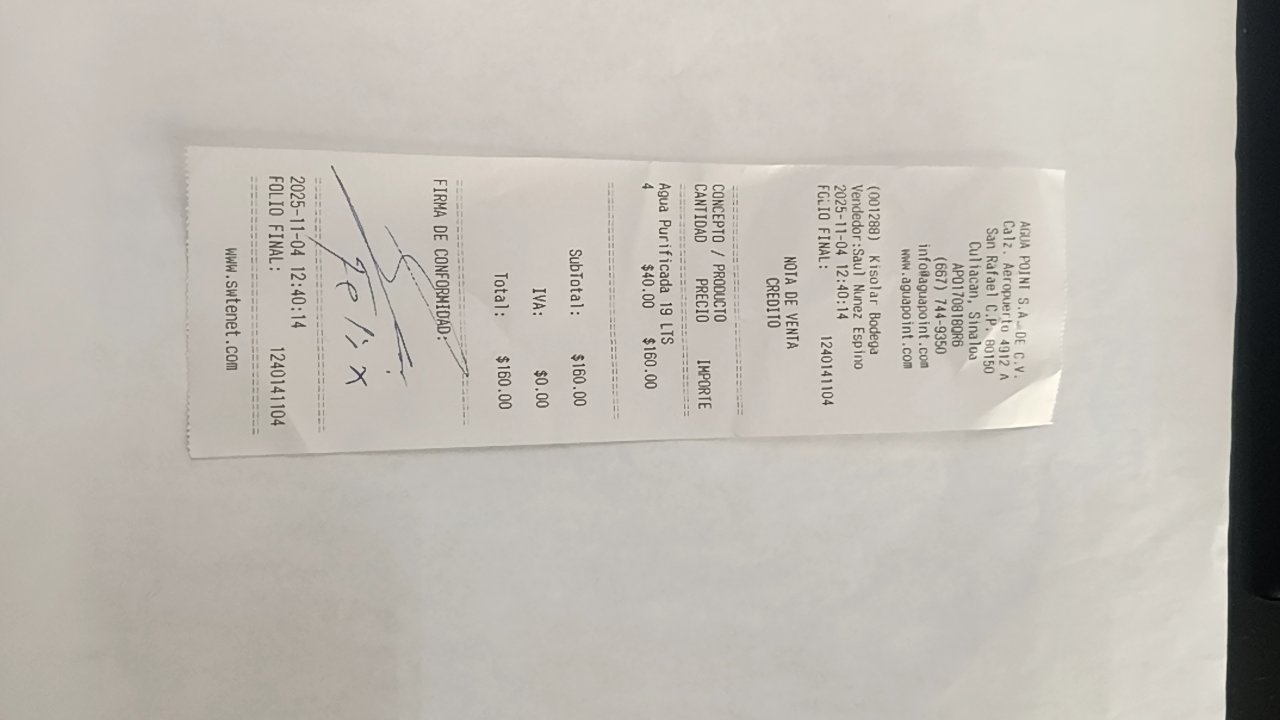 AGUA POINT S.A. DE C.V.
Calz. Aeropuerto 4912 A
San Rafael C.P. 80150
Culiacan, Sinaloa
APO170818QR6
(667) 744-9350
info@aguapoint.com
www.aguapoint.com
(001280) Kisolar Bodega
Vendedor:Saul Nunez Espino
2025-11-04 12:40:14
FOLIO FINAL: 1240141104
NOTA DE VENTA
CREDITO
CONCEPTO / PRODUCTO
CANTIDAD PRECIO IMPORTE
Agua Purificada 19 LTS
4 $40.00 $160.00
SubTotal: $160.00
IVA: $0.00
Total: $160.00
FIRMA DE CONFORMIDAD:
Felix
2025-11-04 12:40:14
FOLIO FINAL: 1240141104
www.swtenet.com